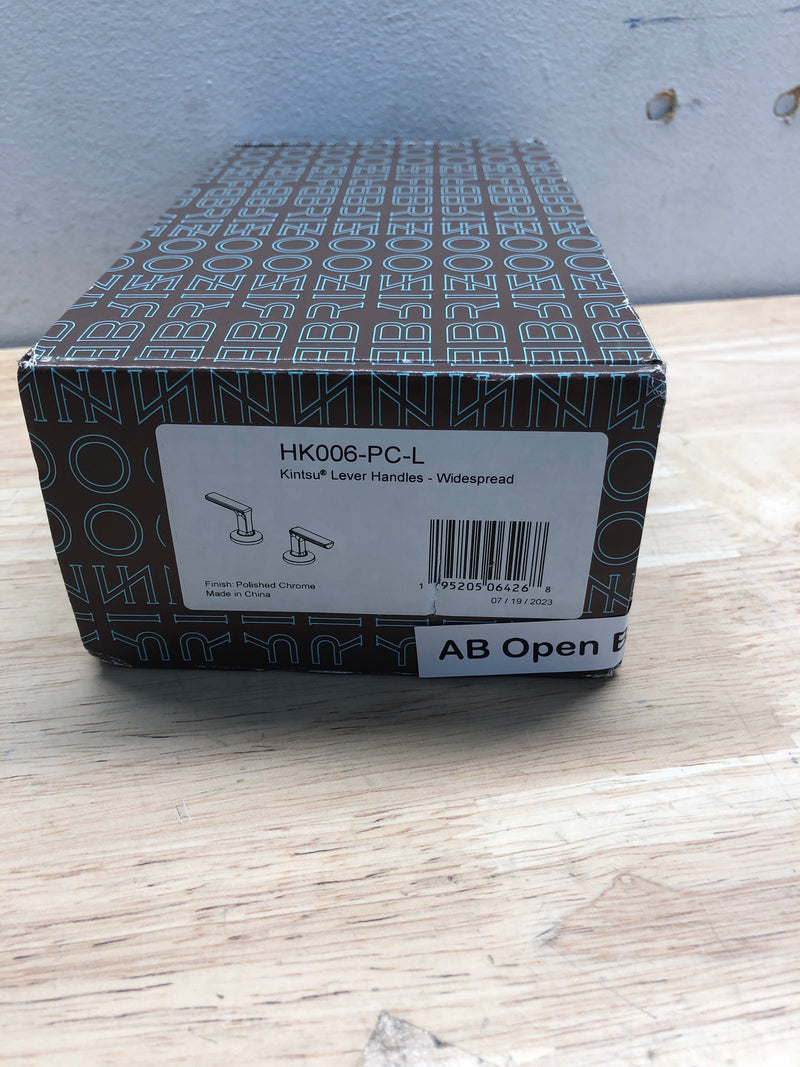 BRIZO
HK006-PC-L
Kintsu® Lever Handles - Widespread
Finish: Polished Chrome
Made in China
1 95205 06426 8
07 / 19 / 2023
AB Open